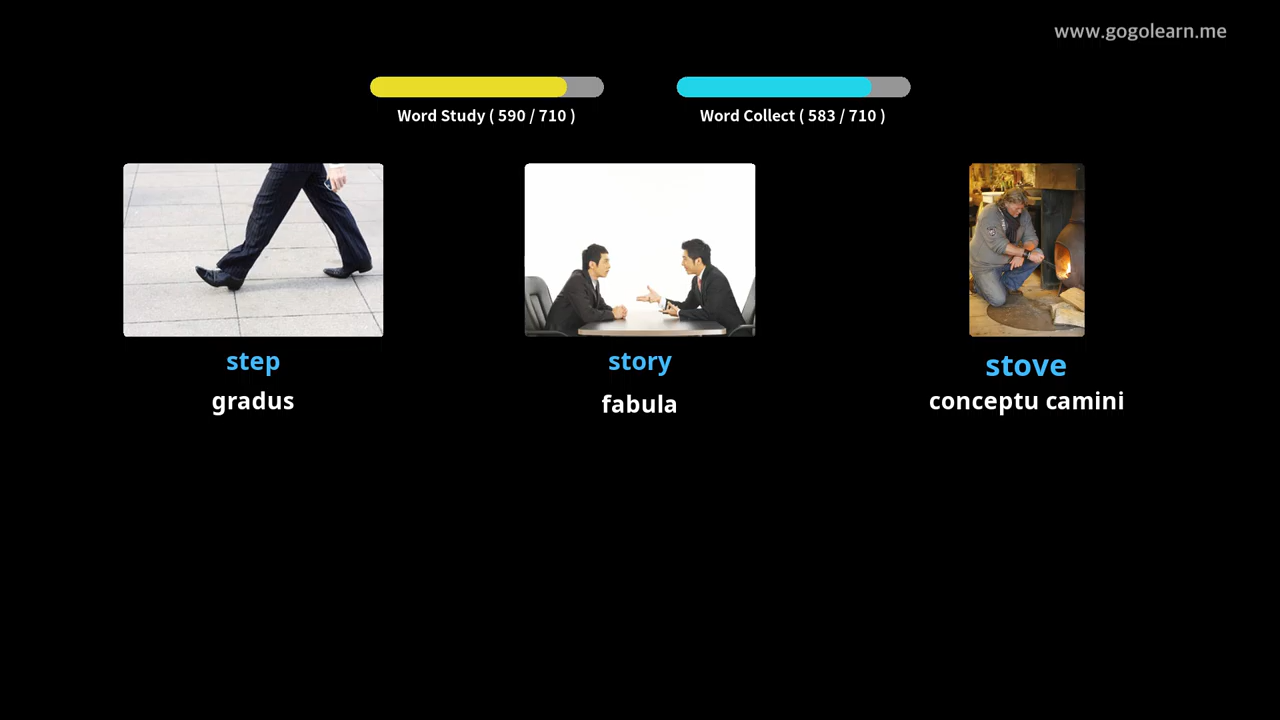 www.gogolearn.me
Word Study ( 590 / 710 )
Word Collect ( 583 / 710 )
step
story
stove
gradus
fabula
conceptu camini